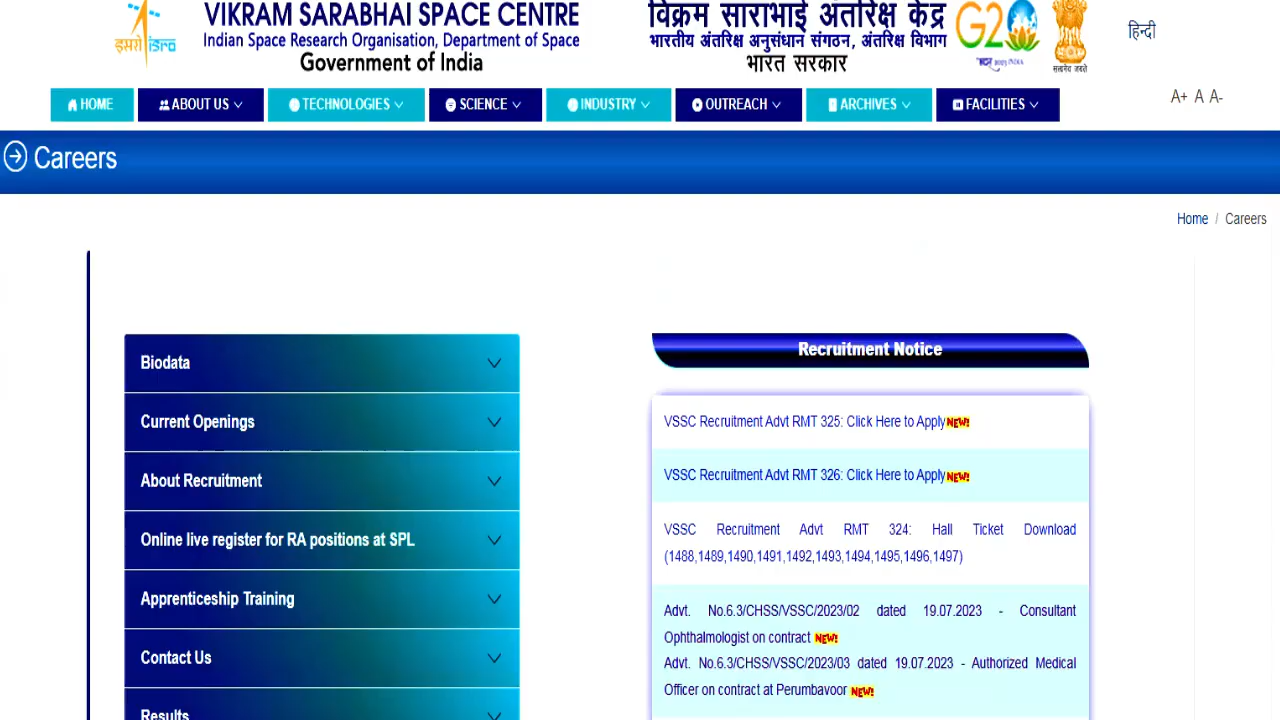 VIKRAM SARABHAI SPACE CENTRE
Indian Space Research Organisation, Department of Space
Government of India
इसरो isro
विक्रम साराभाई अंतरिक्ष केंद्र
भारतीय अंतरिक्ष अनुसंधान संगठन, अंतरिक्ष विभाग
भारत सरकार
G20
सत्यमेव जयते
हिन्दी
HOME
ABOUT US
TECHNOLOGIES
SCIENCE
INDUSTRY
OUTREACH
ARCHIVES
FACILITIES
A+ A A-
Careers
Home / Careers
Biodata
Current Openings
About Recruitment
Online live register for RA positions at SPL
Apprenticeship Training
Contact Us
Results
Recruitment Notice
VSSC Recruitment Advt RMT 325: Click Here to Apply NEW!
VSSC Recruitment Advt RMT 326: Click Here to Apply NEW!
VSSC Recruitment Advt RMT 324: Hall Ticket Download
(1488,1489,1490,1491,1492,1493,1494,1495,1496,1497)
Advt. No.6.3/CHSS/VSSC/2023/02 dated 19.07.2023 - Consultant
Ophthalmologist on contract NEW!
Advt. No.6.3/CHSS/VSSC/2023/03 dated 19.07.2023 - Authorized Medical
Officer on contract at Perumbavoor NEW!